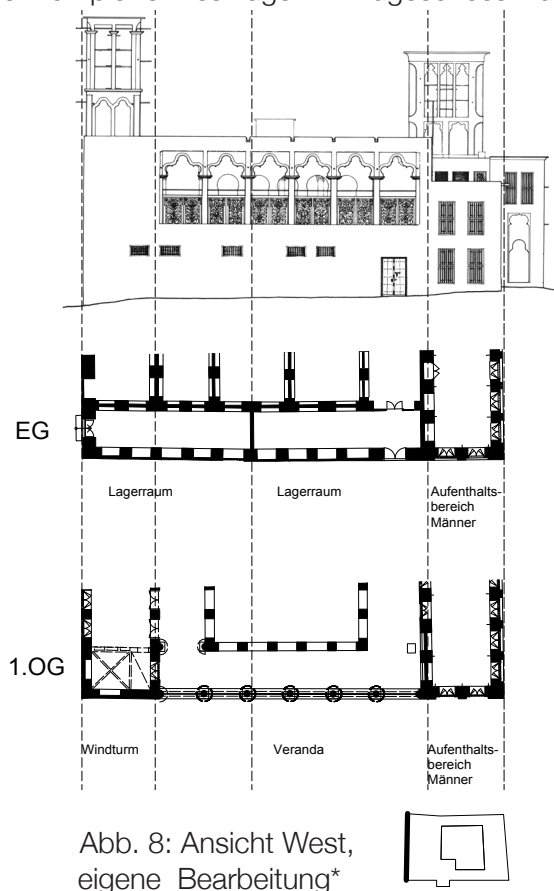 EG
Lagerraum Lagerraum Aufenthalts-
bereich
Männer
1.OG
Windturm Veranda Aufenthalts-
bereich
Männer
Abb. 8: Ansicht West,
eigene Bearbeitung*